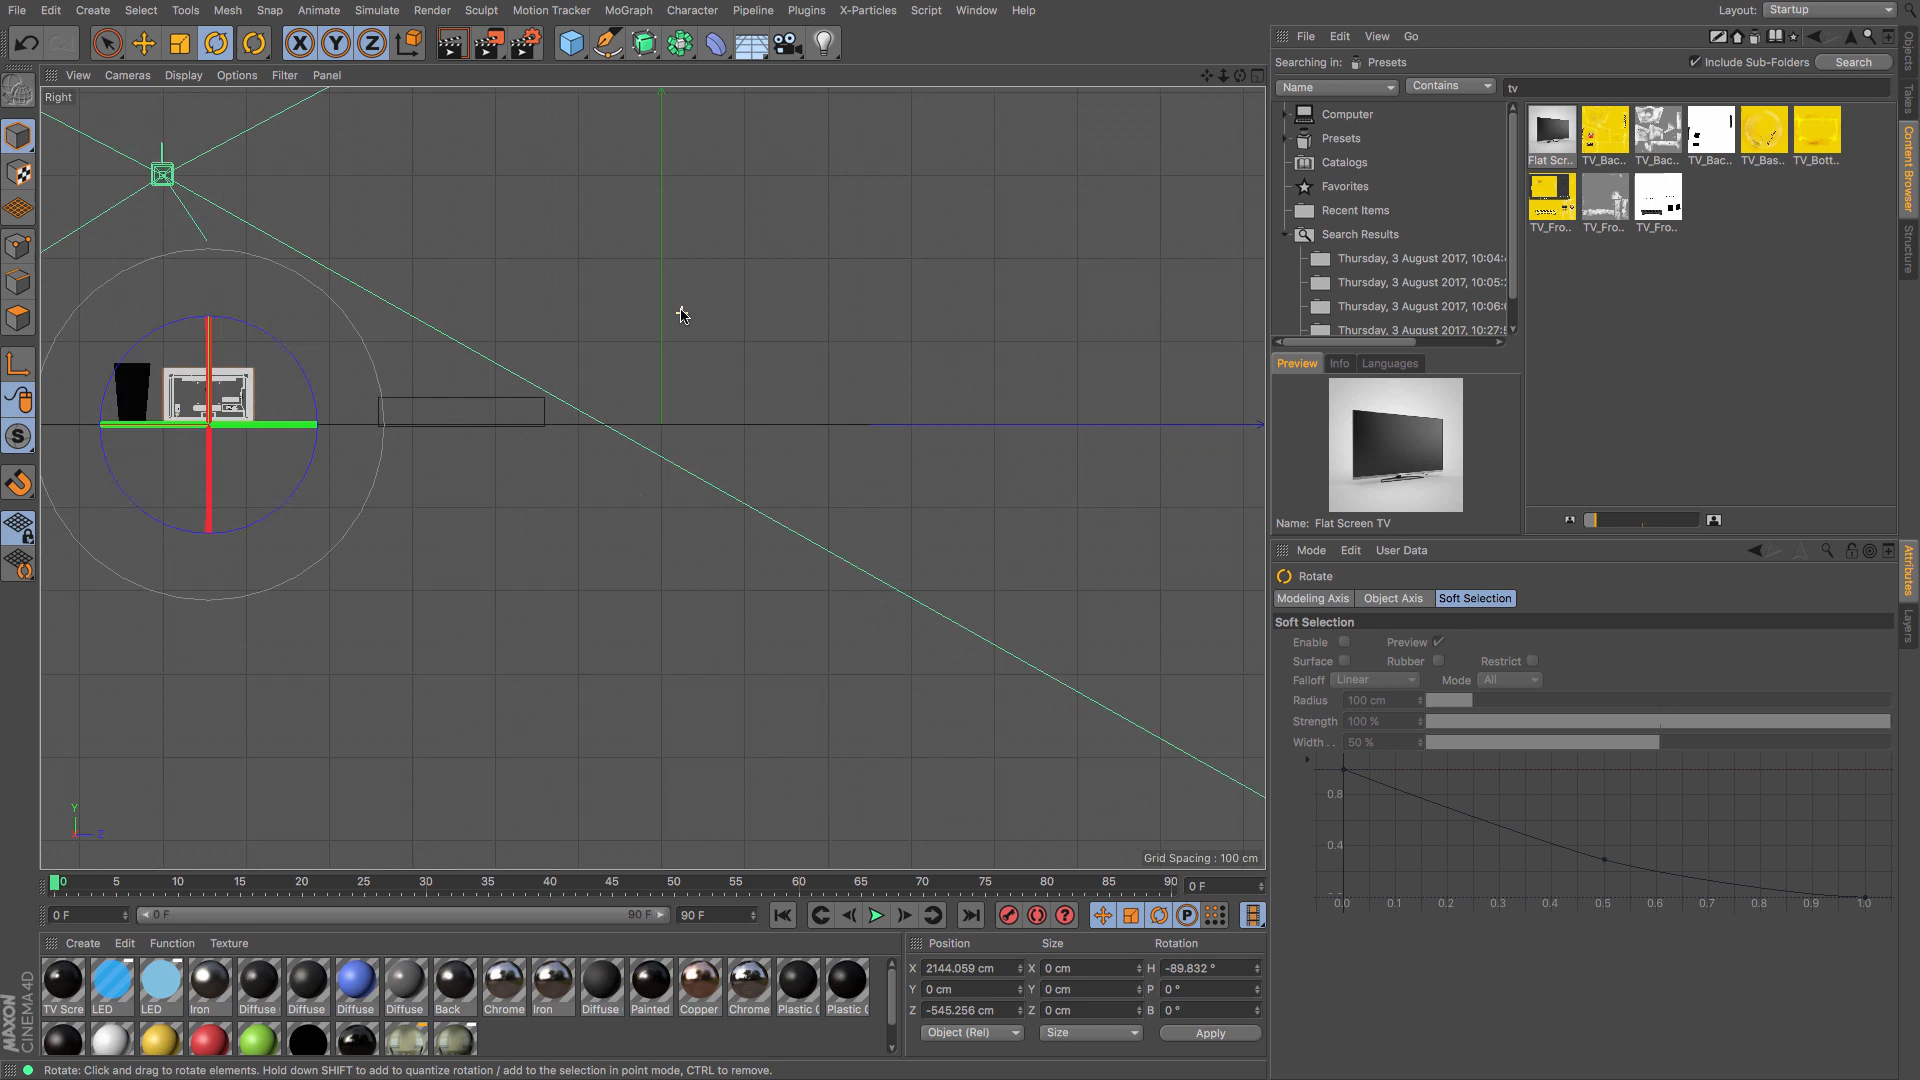 File Edit Create Select Tools Mesh Snap Animate Simulate Render Sculpt Motion Tracker MoGraph Character Pipeline Plugins X-Particles Script Window Help
Layout: Startup
View Cameras Display Options Filter Panel
Right
Grid Spacing : 100 cm
Y
Z
File Edit View Go
Searching in: Presets
Include Sub-Folders
Search
Name
Contains
tv
Computer
Presets
Catalogs
Favorites
Recent Items
Search Results
Thursday, 3 August 2017, 10:04:
Thursday, 3 August 2017, 10:05:
Thursday, 3 August 2017, 10:06:
Thursday, 3 August 2017, 10:27:
Flat Scr.. TV_Bac.. TV_Bac.. TV_Bac.. TV_Bas.. TV_Bott..
TV_Fro.. TV_Fro.. TV_Fro..
Preview Info Languages
Name: Flat Screen TV
Objects
Takes
Content Browser
Structure
Mode Edit User Data
Rotate
Modeling Axis Object Axis Soft Selection
Soft Selection
Enable Preview
Surface Rubber Restrict
Falloff Linear Mode All
Radius 100 cm
Strength 100 %
Width . . 50 %
0.8
0.4
0.0 0.1 0.2 0.3 0.4 0.5 0.6 0.7 0.8 0.9 1.0
Attributes
Layers
0 5 10 15 20 25 30 35 40 45 50 55 60 65 70 75 80 85 90
0 F
0 F 0 F 90 F 90 F
Create Edit Function Texture
TV Scre LED LED Iron Diffuse Diffuse Diffuse Diffuse Back Chrome Iron Diffuse Painted Copper Chrome Plastic Plastic
Position Size Rotation
X 2144.059 cm X 0 cm H -89.832 °
Y 0 cm Y 0 cm P 0 °
Z -545.256 cm Z 0 cm B 0 °
Object (Rel) Size Apply
MAXON
CINEMA 4D
Rotate: Click and drag to rotate elements. Hold down SHIFT to add to quantize rotation / add to the selection in point mode, CTRL to remove.